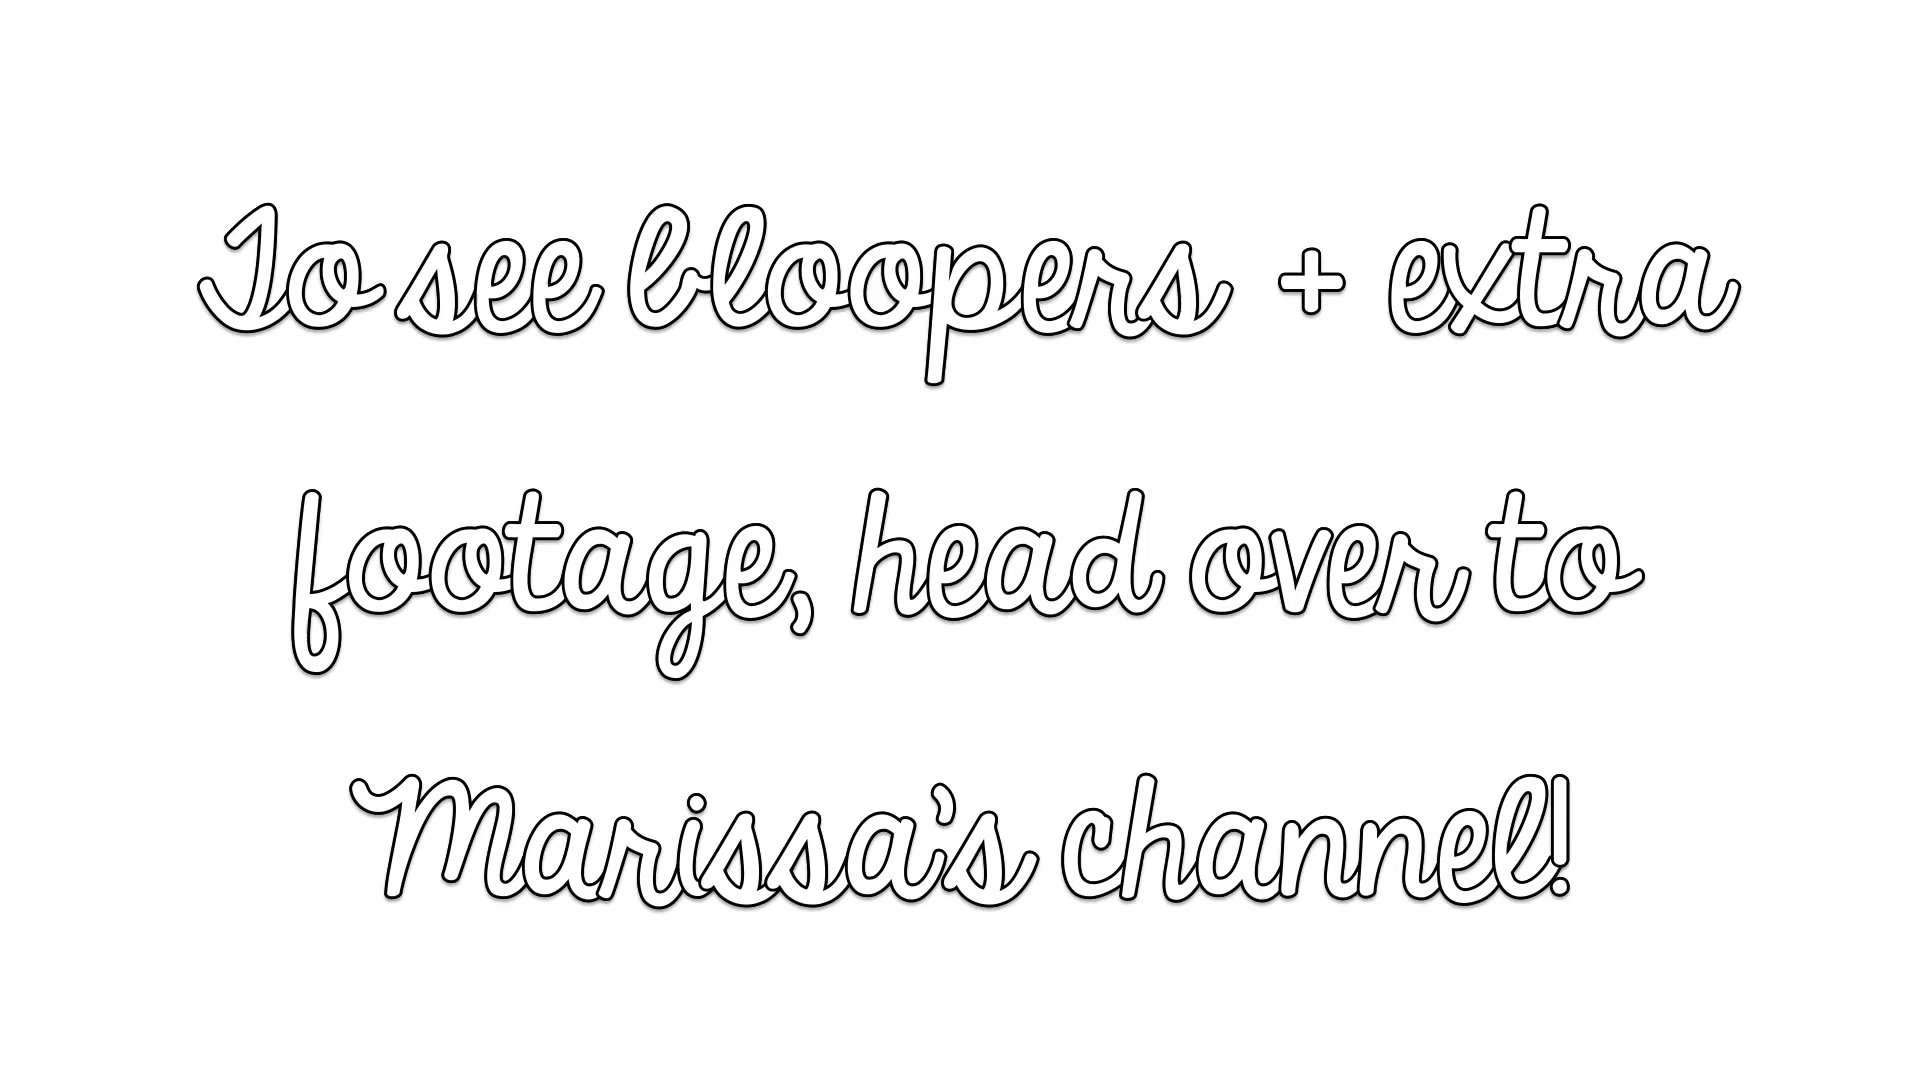 To see bloopers + extra
footage, head over to
Marissa's channel!